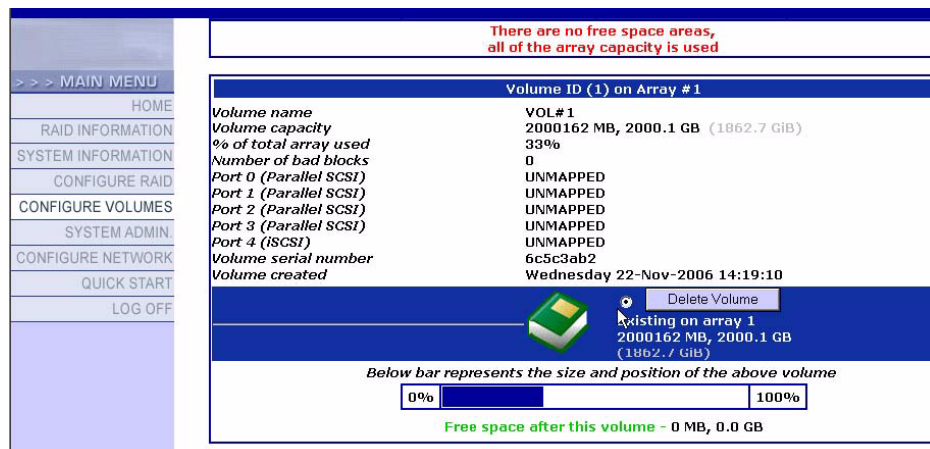 There are no free space areas,
all of the array capacity is used
> > > MAIN MENU
HOME
RAID INFORMATION
SYSTEM INFORMATION
CONFIGURE RAID
CONFIGURE VOLUMES
SYSTEM ADMIN.
CONFIGURE NETWORK
QUICK START
LOG OFF
Volume ID (1) on Array #1
Volume name VOL#1
Volume capacity 2000162 MB, 2000.1 GB (1862.7 GiB)
% of total array used 33%
Number of bad blocks 0
Port 0 (Parallel SCSI) UNMAPPED
Port 1 (Parallel SCSI) UNMAPPED
Port 2 (Parallel SCSI) UNMAPPED
Port 3 (Parallel SCSI) UNMAPPED
Port 4 (iSCSI) UNMAPPED
Volume serial number 6c5c3ab2
Volume created Wednesday 22-Nov-2006 14:19:10
Delete Volume
Existing on array 1
2000162 MB, 2000.1 GB
(1862.7 GiB)
Below bar represents the size and position of the above volume
0% 100%
Free space after this volume - 0 MB, 0.0 GB